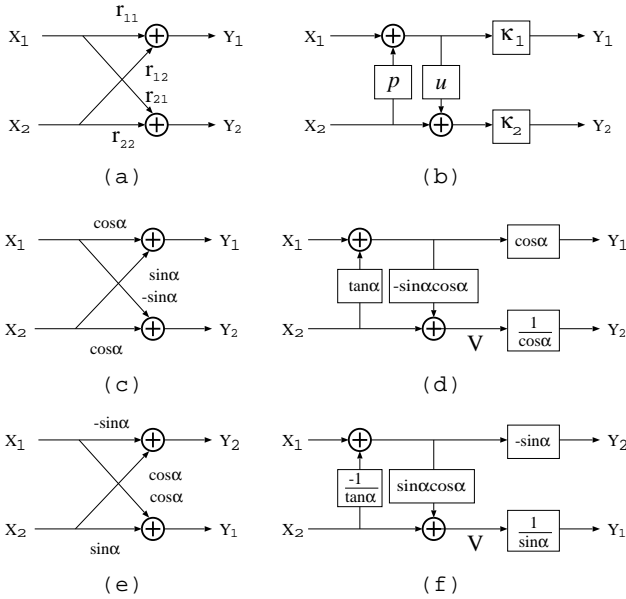 r11
X1 Y1
r12
r21
X2 Y2
r22
(a)
X1 κ1 Y1
p u
X2 κ2 Y2
(b)
cosα
X1 Y1
sinα
-sinα
X2 Y2
cosα
(c)
X1 cosα Y1
tanα -sinαcosα
X2 V 1/cosα Y2
(d)
-sinα
X1 Y2
cosα
cosα
X2 Y1
sinα
(e)
X1 -sinα Y2
-1/tanα sinαcosα
X2 V 1/sinα Y1
(f)